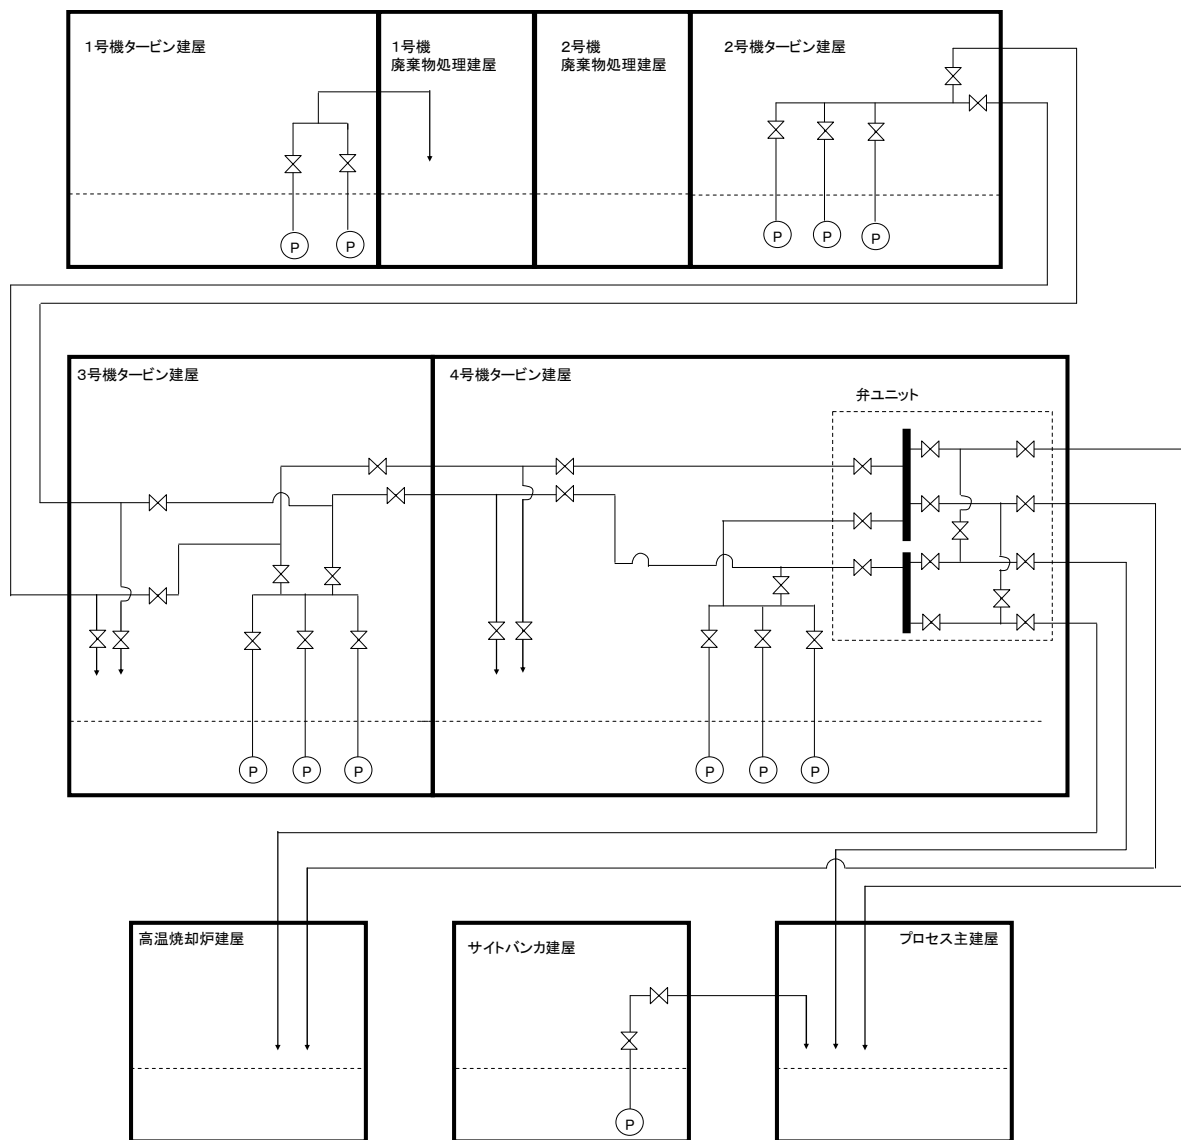 1号機タービン建屋
1号機
廃棄物処理建屋
2号機
廃棄物処理建屋
2号機タービン建屋
P
P
P
P
P
3号機タービン建屋
4号機タービン建屋
弁ユニット
P
P
P
P
P
P
高温焼却炉建屋
サイトバンカ建屋
プロセス主建屋
P